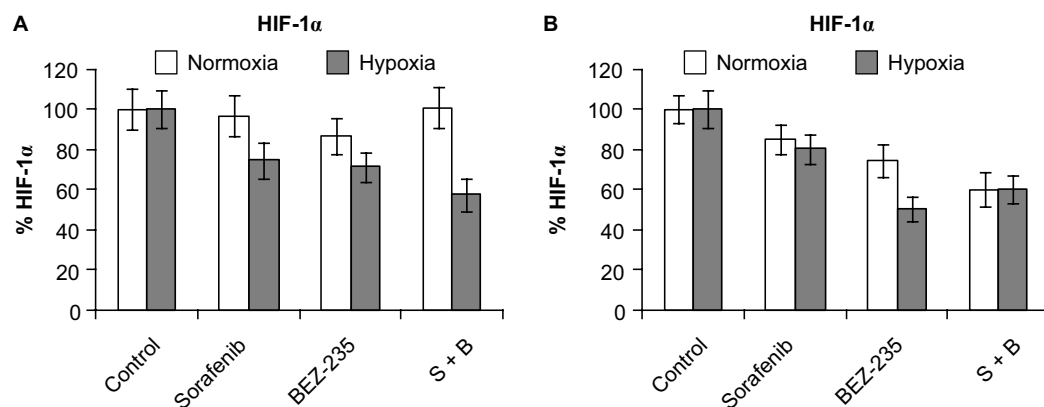 A
HIF-1α
Normoxia Hypoxia
% HIF-1α
120
100
80
60
40
20
0
Control
Sorafenib
BEZ-235
S + B
B
HIF-1α
Normoxia Hypoxia
% HIF-1α
120
100
80
60
40
20
0
Control
Sorafenib
BEZ-235
S + B